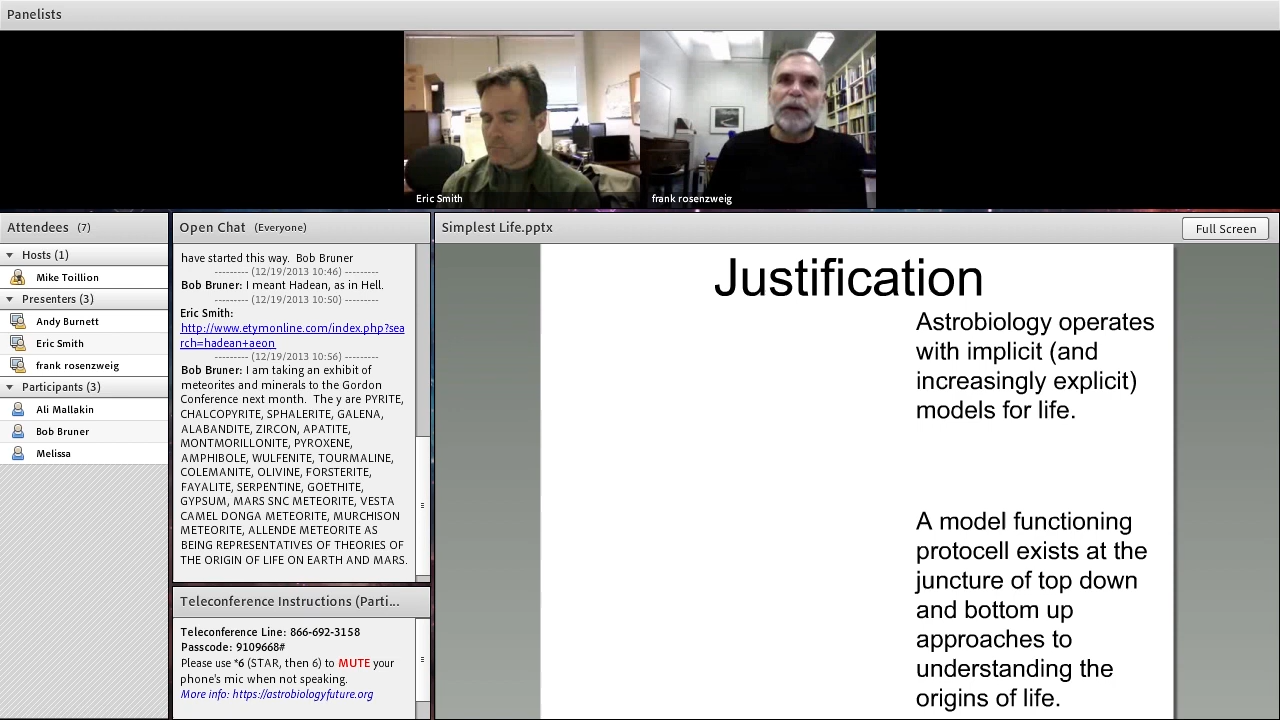 Panelists
Eric Smith
frank rosenzweig
Attendees (7)
Hosts (1)
Mike Toillion
Presenters (3)
Andy Burnett
Eric Smith
frank rosenzweig
Participants (3)
Ali Mallakin
Bob Bruner
Melissa
Open Chat (Everyone)
have started this way.  Bob Bruner
--------- (12/19/2013 10:46) ---------
Bob Bruner: I meant Hadean, as in Hell.
--------- (12/19/2013 10:50) ---------
Eric Smith:
http://www.etymonline.com/index.php?sea
rch=hadean+aeon
--------- (12/19/2013 10:56) ---------
Bob Bruner: I am taking an exhibit of
meteorites and minerals to the Gordon
Conference next month.  The y are PYRITE,
CHALCOPYRITE, SPHALERITE, GALENA,
ALABANDITE, ZIRCON, APATITE,
MONTMORILLONITE, PYROXENE,
AMPHIBOLE, WULFENITE, TOURMALINE,
COLEMANITE, OLIVINE, FORSTERITE,
FAYALITE, SERPENTINE, GOETHITE,
GYPSUM, MARS SNC METEORITE, VESTA
CAMEL DONGA METEORITE, MURCHISON
METEORITE, ALLENDE METEORITE AS
BEING REPRESENTATIVES OF THEORIES OF
THE ORIGIN OF LIFE ON EARTH AND MARS.
Teleconference Instructions (Parti...
Teleconference Line: 866-692-3158
Passcode: 9109668#
Please use *6 (STAR, then 6) to MUTE your
phone's mic when not speaking.
More info: https://astrobiologyfuture.org
Simplest Life.pptx
Full Screen
Justification
Astrobiology operates
with implicit (and
increasingly explicit)
models for life.
A model functioning
protocell exists at the
juncture of top down
and bottom up
approaches to
understanding the
origins of life.